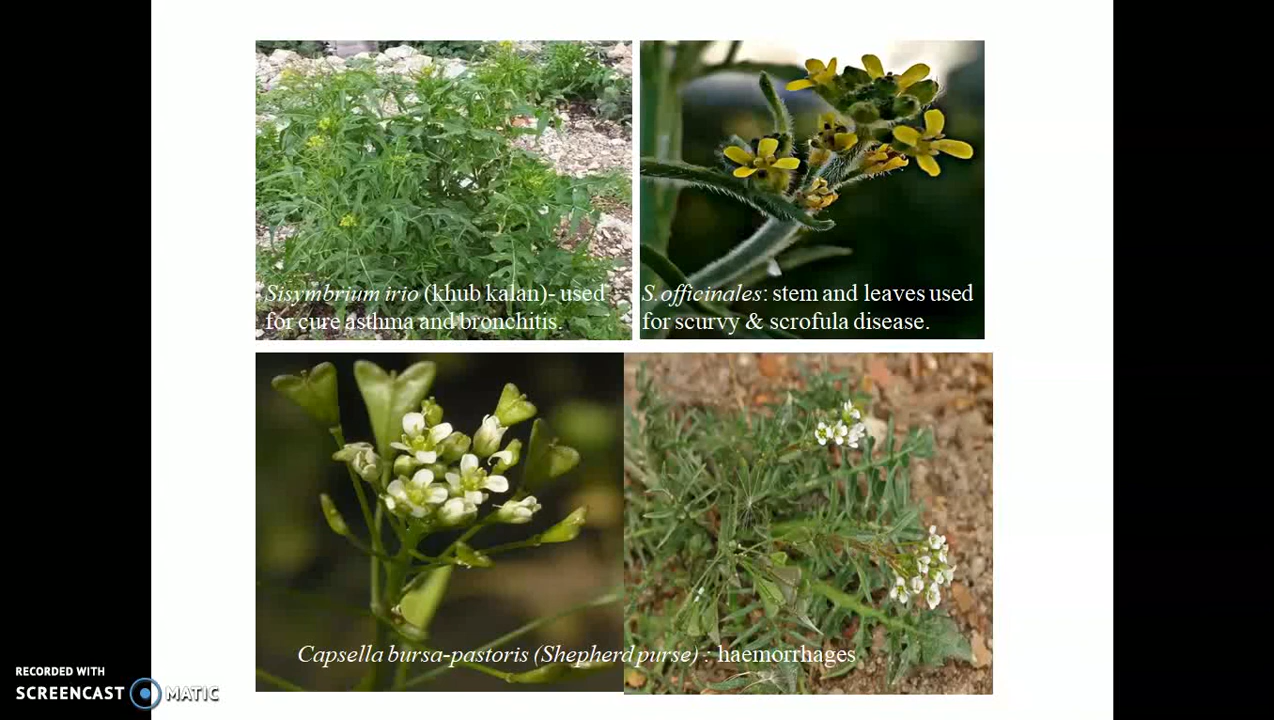 Sisymbrium irio (khub kalan)- used
for cure asthma and bronchitis.
S.officinales: stem and leaves used
for scurvy & scrofula disease.
Capsella bursa-pastoris (Shepherd purse) : haemorrhages
RECORDED WITH
SCREENCAST MATIC